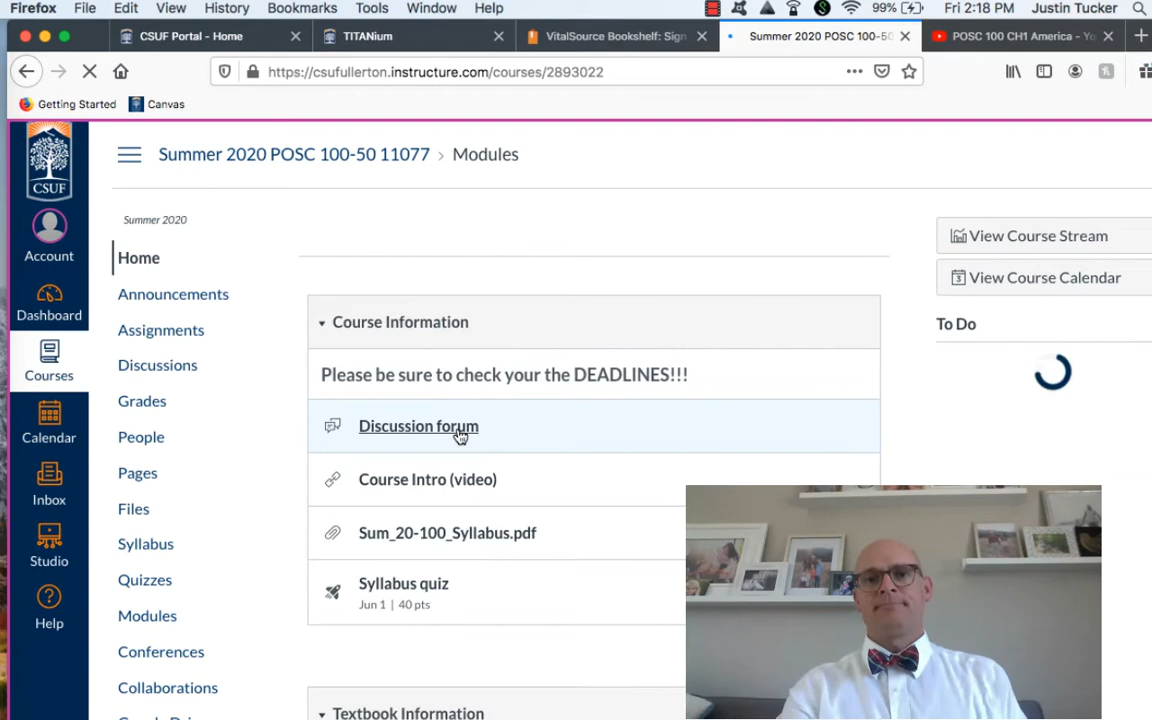 Firefox File Edit View History Bookmarks Tools Window Help 99% Fri 2:18 PM Justin Tucker
CSUF Portal - Home TITANium VitalSource Bookshelf: Sign Summer 2020 POSC 100-50 POSC 100 CH1 America - Yo
https://csufullerton.instructure.com/courses/2893022
Getting Started Canvas
CSUF
Summer 2020 POSC 100-50 11077 › Modules
Summer 2020
Account
Dashboard
Courses
Calendar
Inbox
Studio
Help
Home
Announcements
Assignments
Discussions
Grades
People
Pages
Files
Syllabus
Quizzes
Modules
Conferences
Collaborations
Course Information
Please be sure to check your the DEADLINES!!!
Discussion forum
Course Intro (video)
Sum_20-100_Syllabus.pdf
Syllabus quiz
Jun 1 | 40 pts
Textbook Information
View Course Stream
3 View Course Calendar
To Do